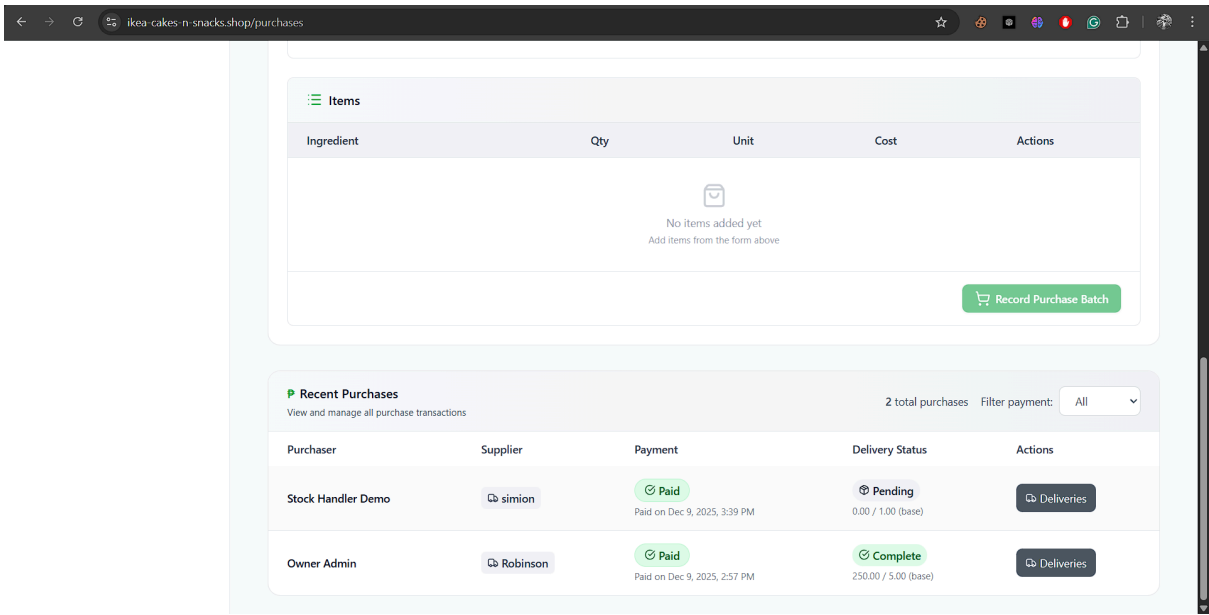 ikea-cakes-n-snacks.shop/purchases
Items
Ingredient Qty Unit Cost Actions
No items added yet
Add items from the form above
Record Purchase Batch
₱ Recent Purchases
View and manage all purchase transactions
2 total purchases Filter payment: All
Purchaser Supplier Payment Delivery Status Actions
Stock Handler Demo simion Paid Pending Deliveries
Paid on Dec 9, 2025, 3:39 PM 0.00 / 1.00 (base)
Owner Admin Robinson Paid Complete Deliveries
Paid on Dec 9, 2025, 2:57 PM 250.00 / 5.00 (base)